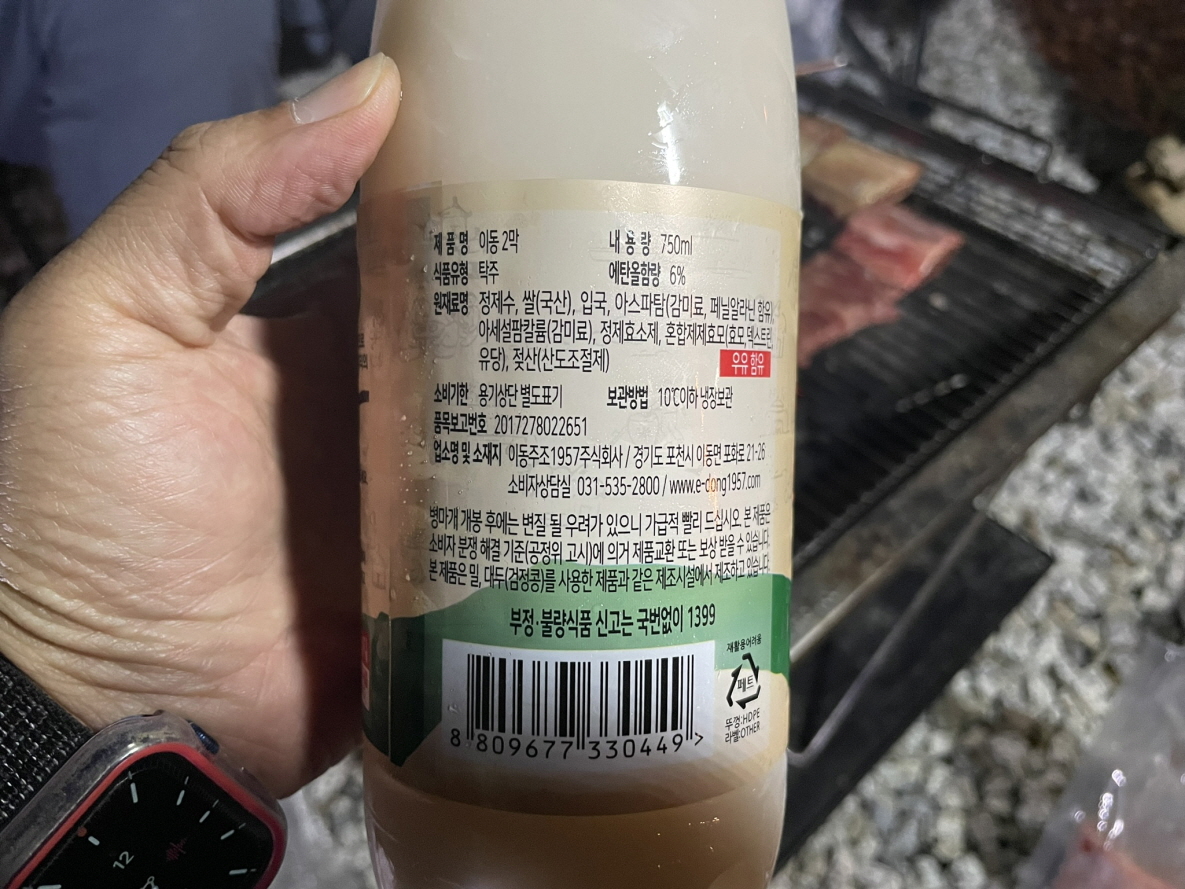 제품명 이동 2막 내용량 750ml
식품유형 탁주 에탄올함량 6%
원재료명 정제수, 쌀(국산), 입국, 아스파탐(감미료, 페닐알라닌 함유),
아세설팜칼륨(감미료), 정제효소제, 혼합제제효모(효모, 덱스트린,
유당), 젖산(산도조절제) 우유 함유
소비기한 용기상단 별도표기 보관방법 10℃이하 냉장보관
품목보고번호 2017278022651
업소명 및 소재지 이동주조1957주식회사 / 경기도 포천시 이동면 포화로 21-26
소비자상담실 031-535-2800 / www.e-dong1957.com
병마개 개봉 후에는 변질 될 우려가 있으니 가급적 빨리 드십시오. 본 제품은
소비자 분쟁 해결 기준(공정위 고시)에 의거 제품교환 또는 보상 받을 수 있습니다.
본 제품은 밀, 대두(검정콩)를 사용한 제품과 같은 제조시설에서 제조하고 있습니다.
부정·불량식품 신고는 국번없이 1399
재활용어려움
페트
뚜껑:HDPE
라벨:OTHER
8 809677 330449 >
12